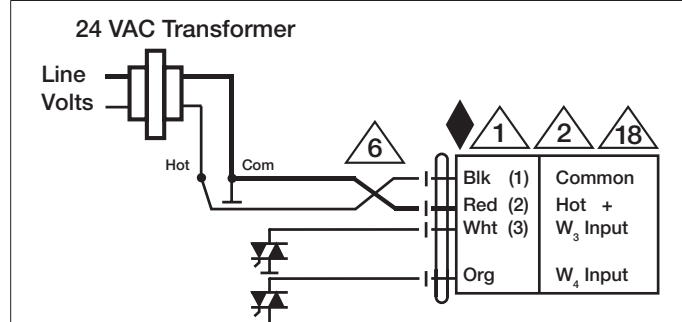 24 VAC Transformer
Line
Volts
Hot
Com
6
1
2
18
Blk (1) Common
Red (2) Hot +
Wht (3) W₃ Input
Org W₄ Input